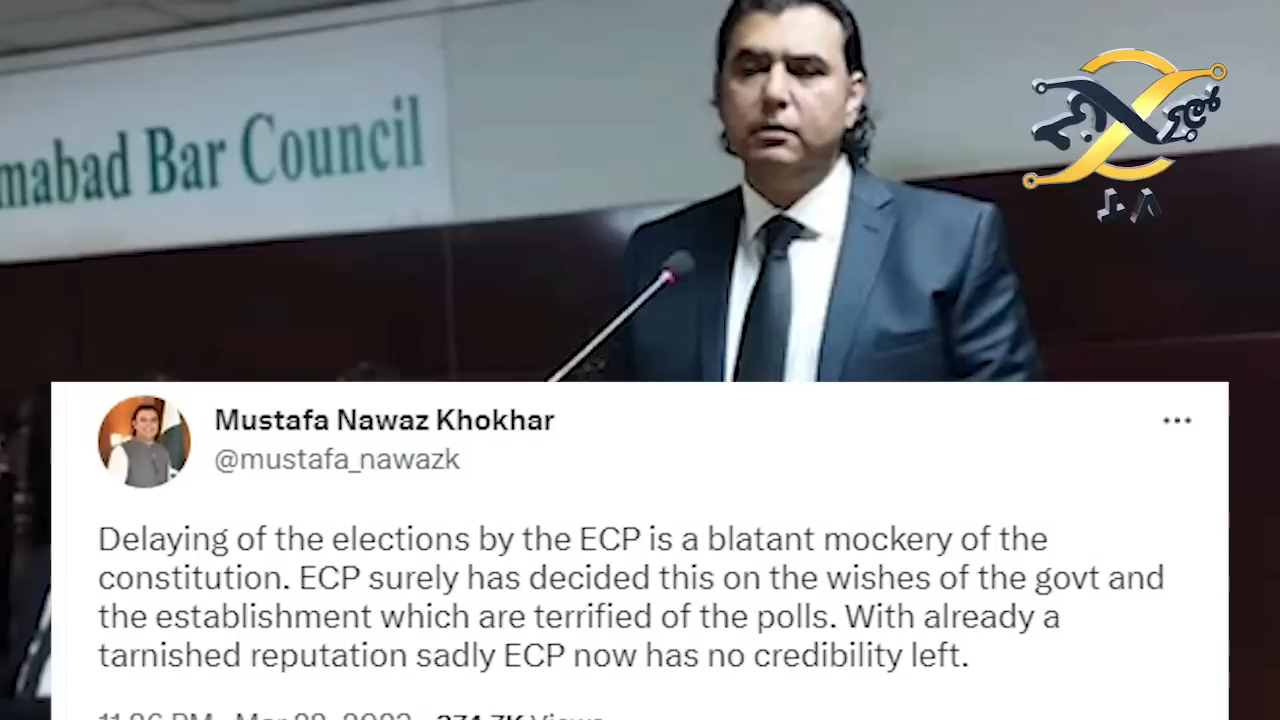 mabad Bar Council
Mustafa Nawaz Khokhar
@mustafa_nawazk
Delaying of the elections by the ECP is a blatant mockery of the
constitution. ECP surely has decided this on the wishes of the govt and
the establishment which are terrified of the polls. With already a
tarnished reputation sadly ECP now has no credibility left.